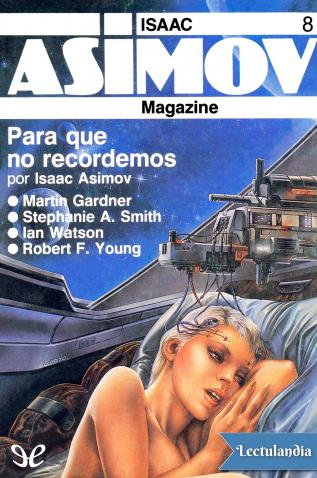 ISAAC
8
ASiMOV
Magazine
Para que
no recordemos
por Isaac Asimov
● Martin Gardner
● Stephanie A. Smith
● Ian Watson
● Robert F. Young
Lectulandia